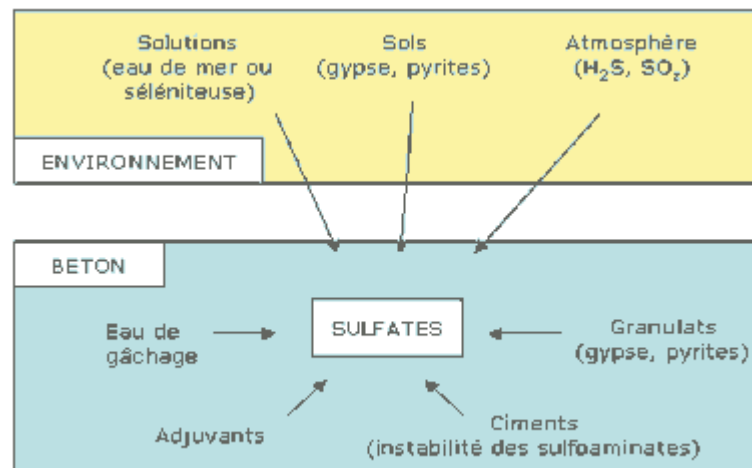 Solutions
(eau de mer ou
séléniteuse)
Sols
(gypse, pyrites)
Atmosphère
(H₂S, SO₂)
ENVIRONNEMENT
BETON
SULFATES
Eau de
gâchage
Granulats
(gypse, pyrites)
Adjuvants
Ciments
(instabilité des sulfoaminates)